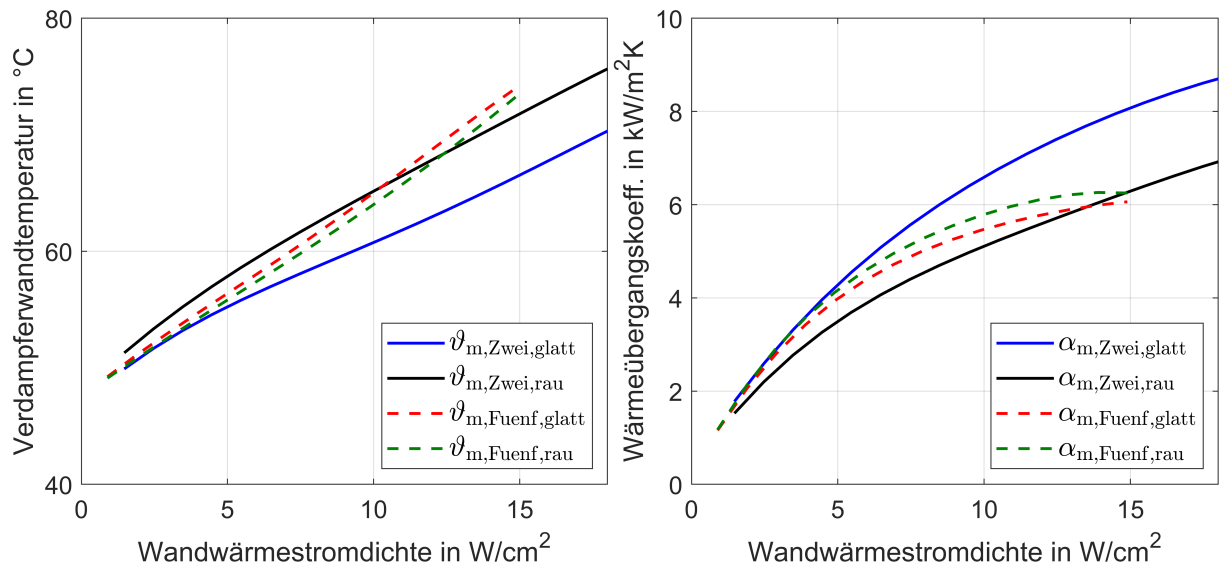 Verdampferwandtemperatur in °C
80
60
40
0
5
10
15
Wandwärmestromdichte in W/cm²
ϑm,Zwei,glatt
ϑm,Zwei,rau
ϑm,Fuenf,glatt
ϑm,Fuenf,rau
Wärmeübergangskoeff. in kW/m²K
10
8
6
4
2
0
0
5
10
15
Wandwärmestromdichte in W/cm²
αm,Zwei,glatt
αm,Zwei,rau
αm,Fuenf,glatt
αm,Fuenf,rau